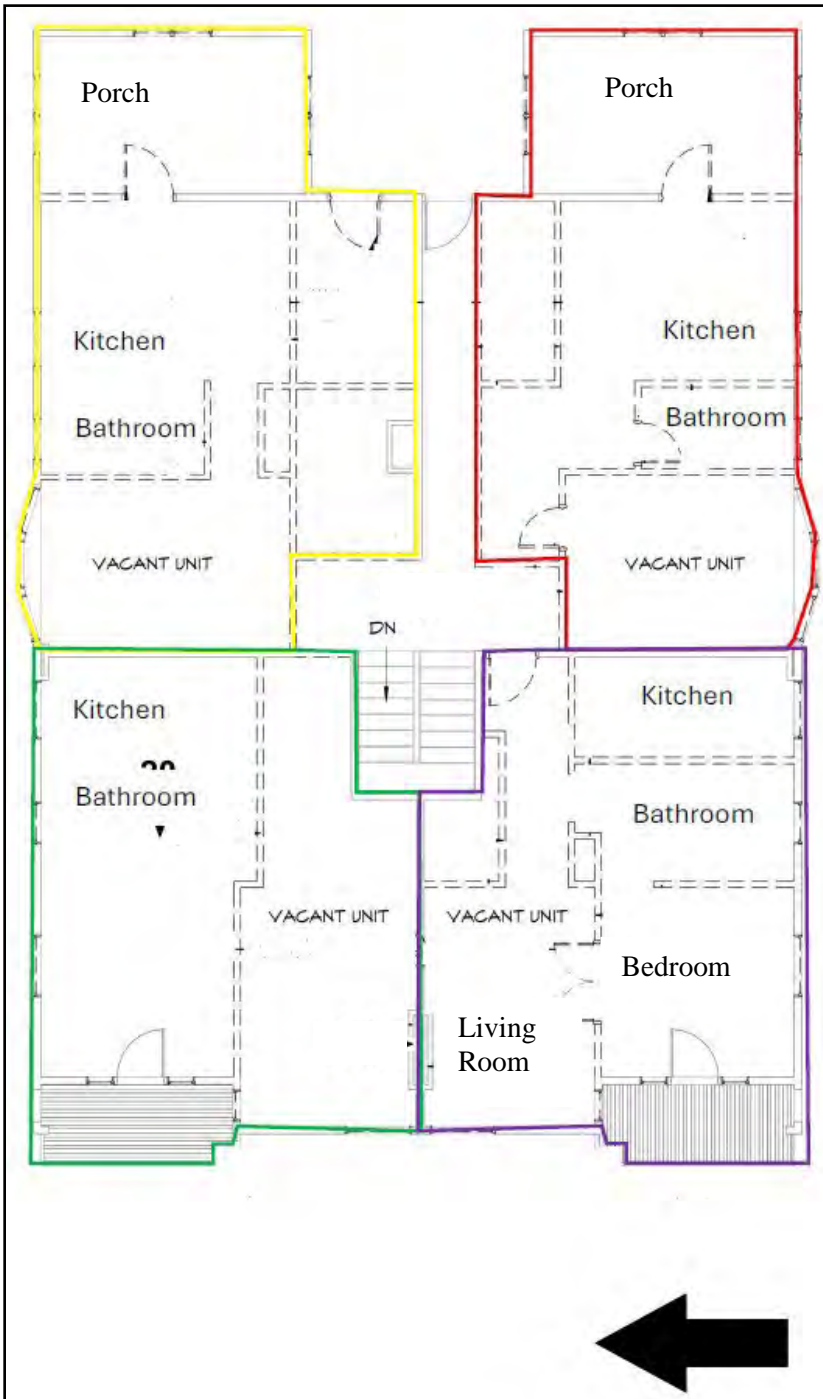 Porch
Porch
Kitchen
Kitchen
Bathroom
Bathroom
VACANT UNIT
VACANT UNIT
DN
Kitchen
Kitchen
Bathroom
Bathroom
VACANT UNIT
VACANT UNIT
Bedroom
Living
Room